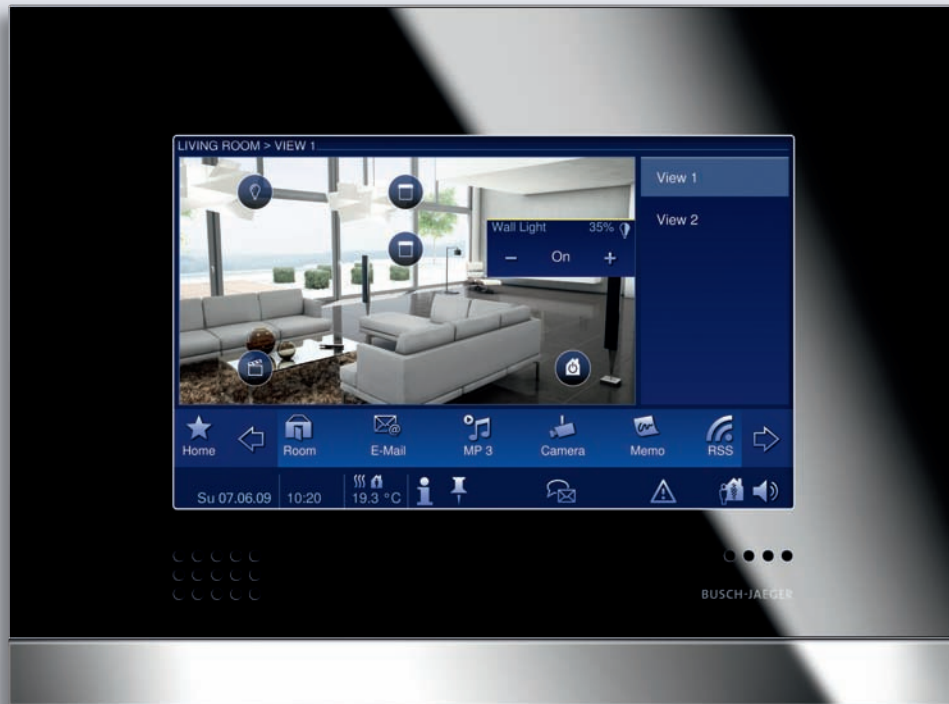 LIVING ROOM > VIEW 1
View 1
View 2
Wall Light 35%
− On +
Home Room E-Mail MP 3 Camera Memo RSS
Su 07.06.09 10:20 19.3 °C
BUSCH-JAEGER